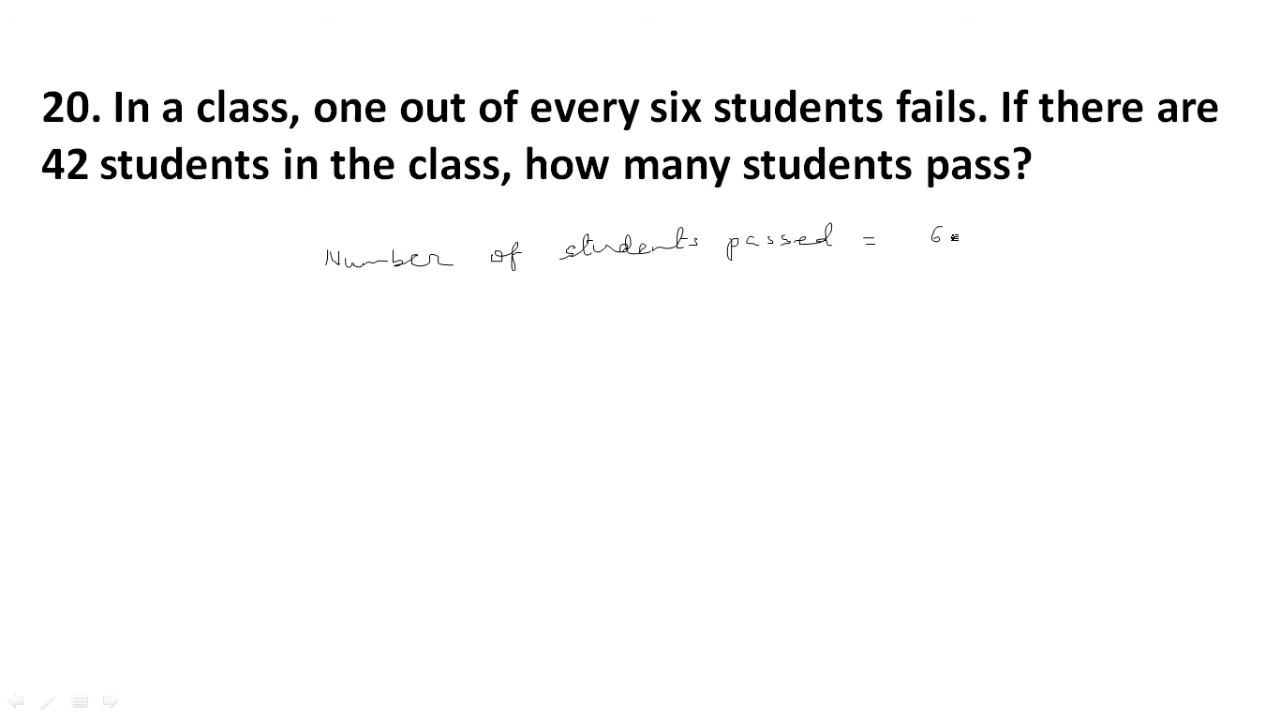 20. In a class, one out of every six students fails. If there are
42 students in the class, how many students pass?
Number of students passed = 6